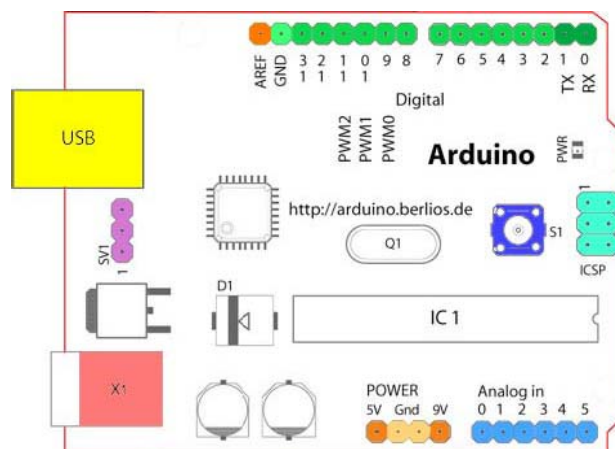 AREF GND 13 12 11 10 9 8 7 6 5 4 3 2 1 0
TX RX
Digital
PWM2 PWM1 PWM0
USB
Arduino
PWR
1
http://arduino.berlios.de
SV1
1
Q1
S1
ICSP
D1
IC 1
X1
POWER
5V Gnd 9V
Analog in
0 1 2 3 4 5